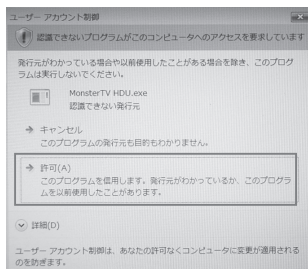 ユーザー アカウント制御
認識できないプログラムがこのコンピュータへのアクセスを要求しています
発行元がわかっている場合や以前使用したことがある場合を除き、このプログ
ラムは実行しないでください。
MonsterTV HDU.exe
認識できない発行元
キャンセル
このプログラムの発行元も目的もわかりません。
許可(A)
このプログラムを信用します。発行元がわかっているか、このプログラ
ムを以前使用したことがあります。
詳細(D)
ユーザー アカウント制御は、あなたの許可なくコンピュータに変更が適用される
のを防ぎます。